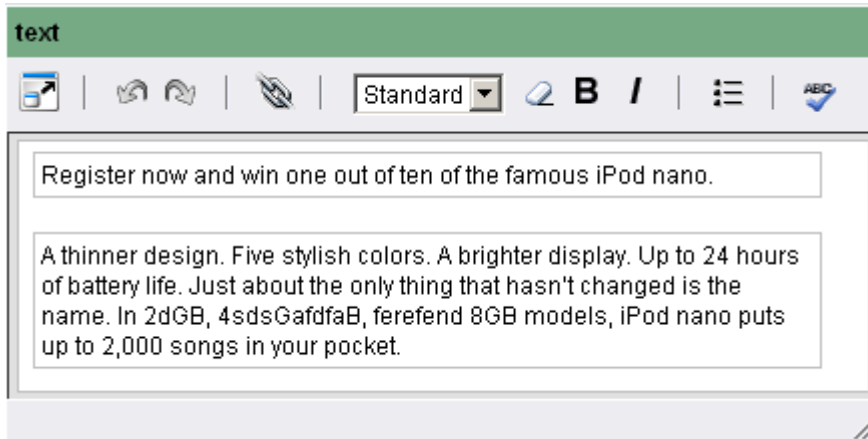 text
Standard B I ABC
Register now and win one out of ten of the famous iPod nano.
A thinner design. Five stylish colors. A brighter display. Up to 24 hours
of battery life. Just about the only thing that hasn't changed is the
name. In 2dGB, 4sdsGafdfaB, ferefend 8GB models, iPod nano puts
up to 2,000 songs in your pocket.